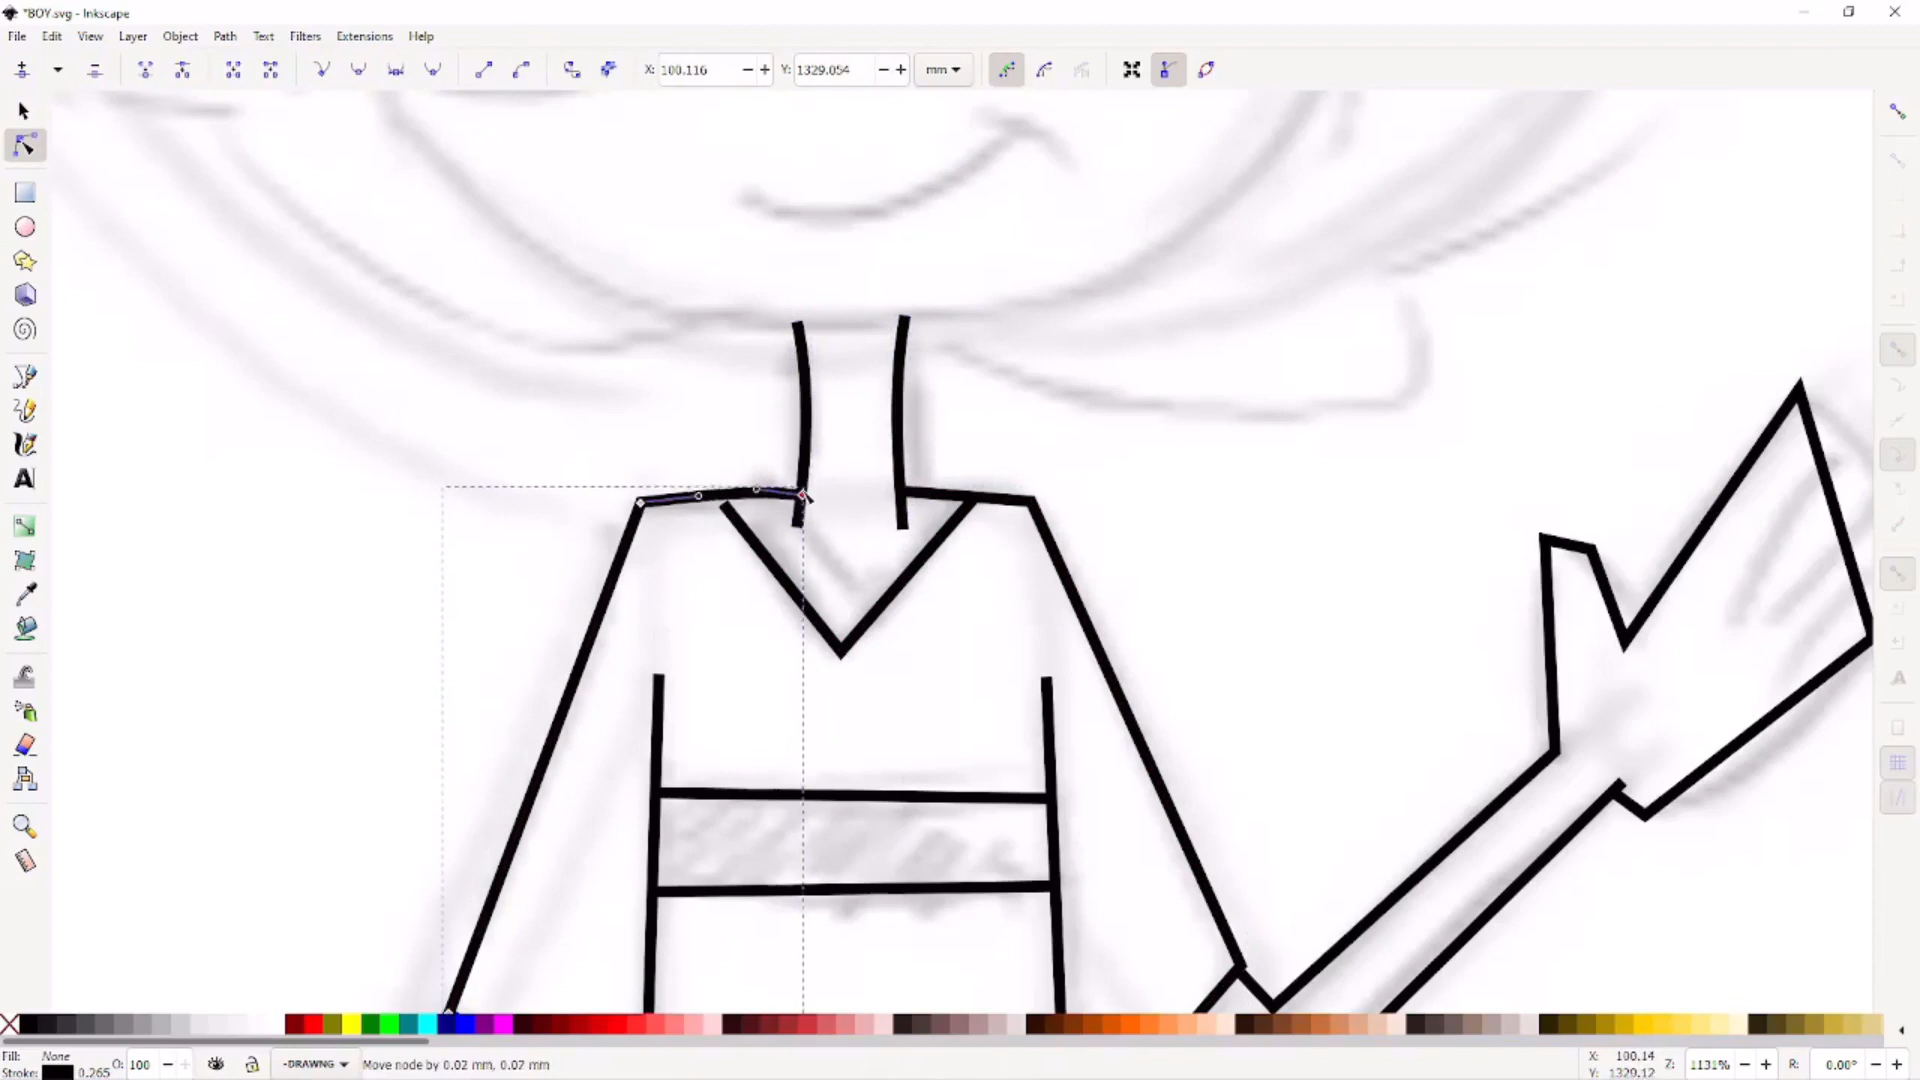 *BOY.svg - Inkscape
File Edit View Layer Object Path Text Filters Extensions Help
X: 100.116 Y: 1329.054 mm
Fill: None O: 100 -DRAWNG Move node by 0.02 mm, 0.07 mm X: 100.14 Z: 1131% R: 0.00°
Stroke: 0.265 Y: 1329.12